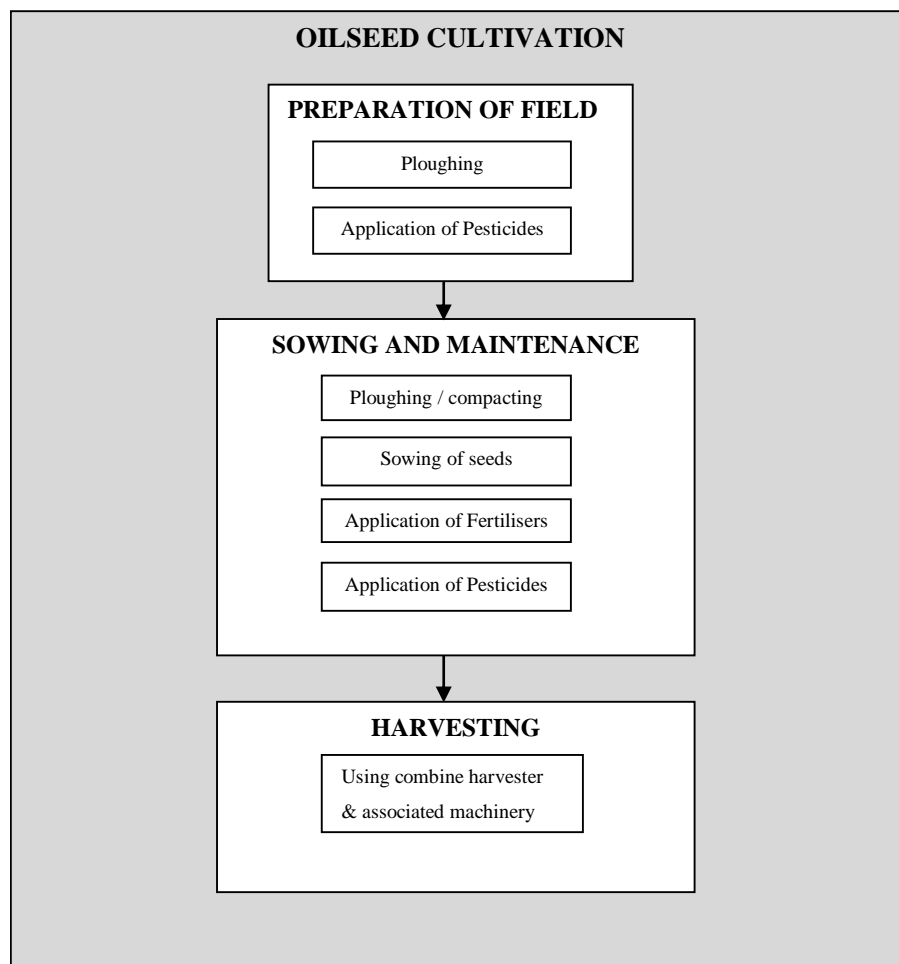 OILSEED CULTIVATION
PREPARATION OF FIELD
Ploughing
Application of Pesticides
SOWING AND MAINTENANCE
Ploughing / compacting
Sowing of seeds
Application of Fertilisers
Application of Pesticides
HARVESTING
Using combine harvester
& associated machinery